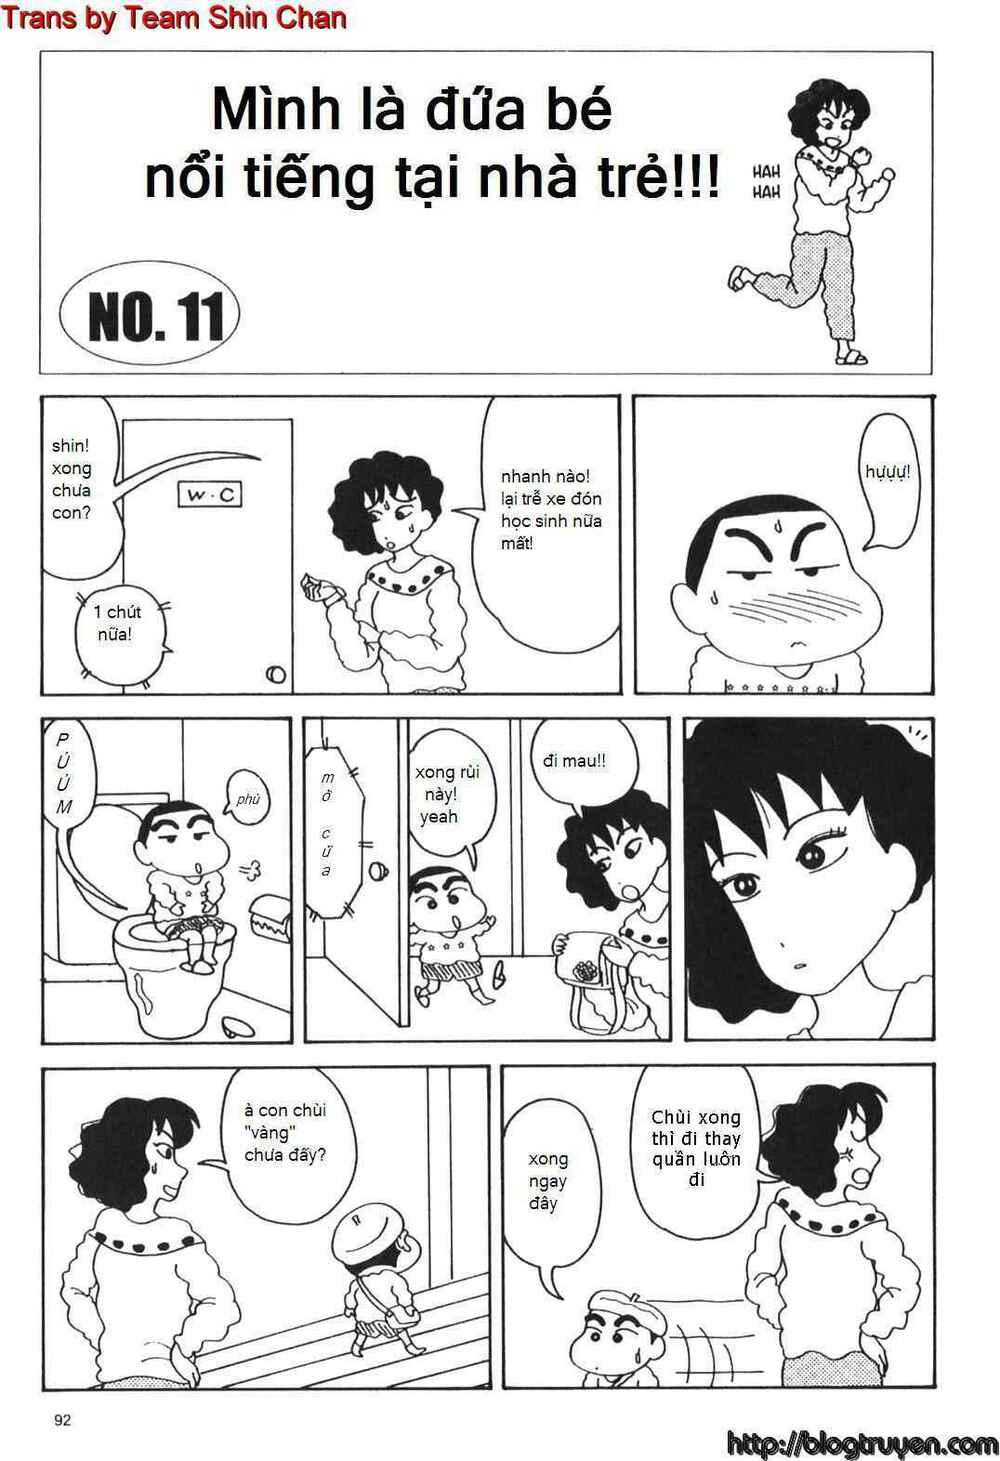 Trans by Team Shin Chan
Mình là đứa bé
nổi tiếng tại nhà trẻ!!!
HAH
HAH
NO. 11
shin!
xong
chưa
con?
W·C
1 chút
nữa!
nhanh nào!
lại trễ xe đón
học sinh nữa
mất!
hựựự!
P
Ủ
Ủ
M
phù
m
ở
c
ữ
a
xong rùi
này!
yeah
đi mau!!
à con chùi
"vàng"
chưa đấy?
xong
ngay
đây
Chùi xong
thì đi thay
quần luôn
đi
92
http://blogtruyen.com